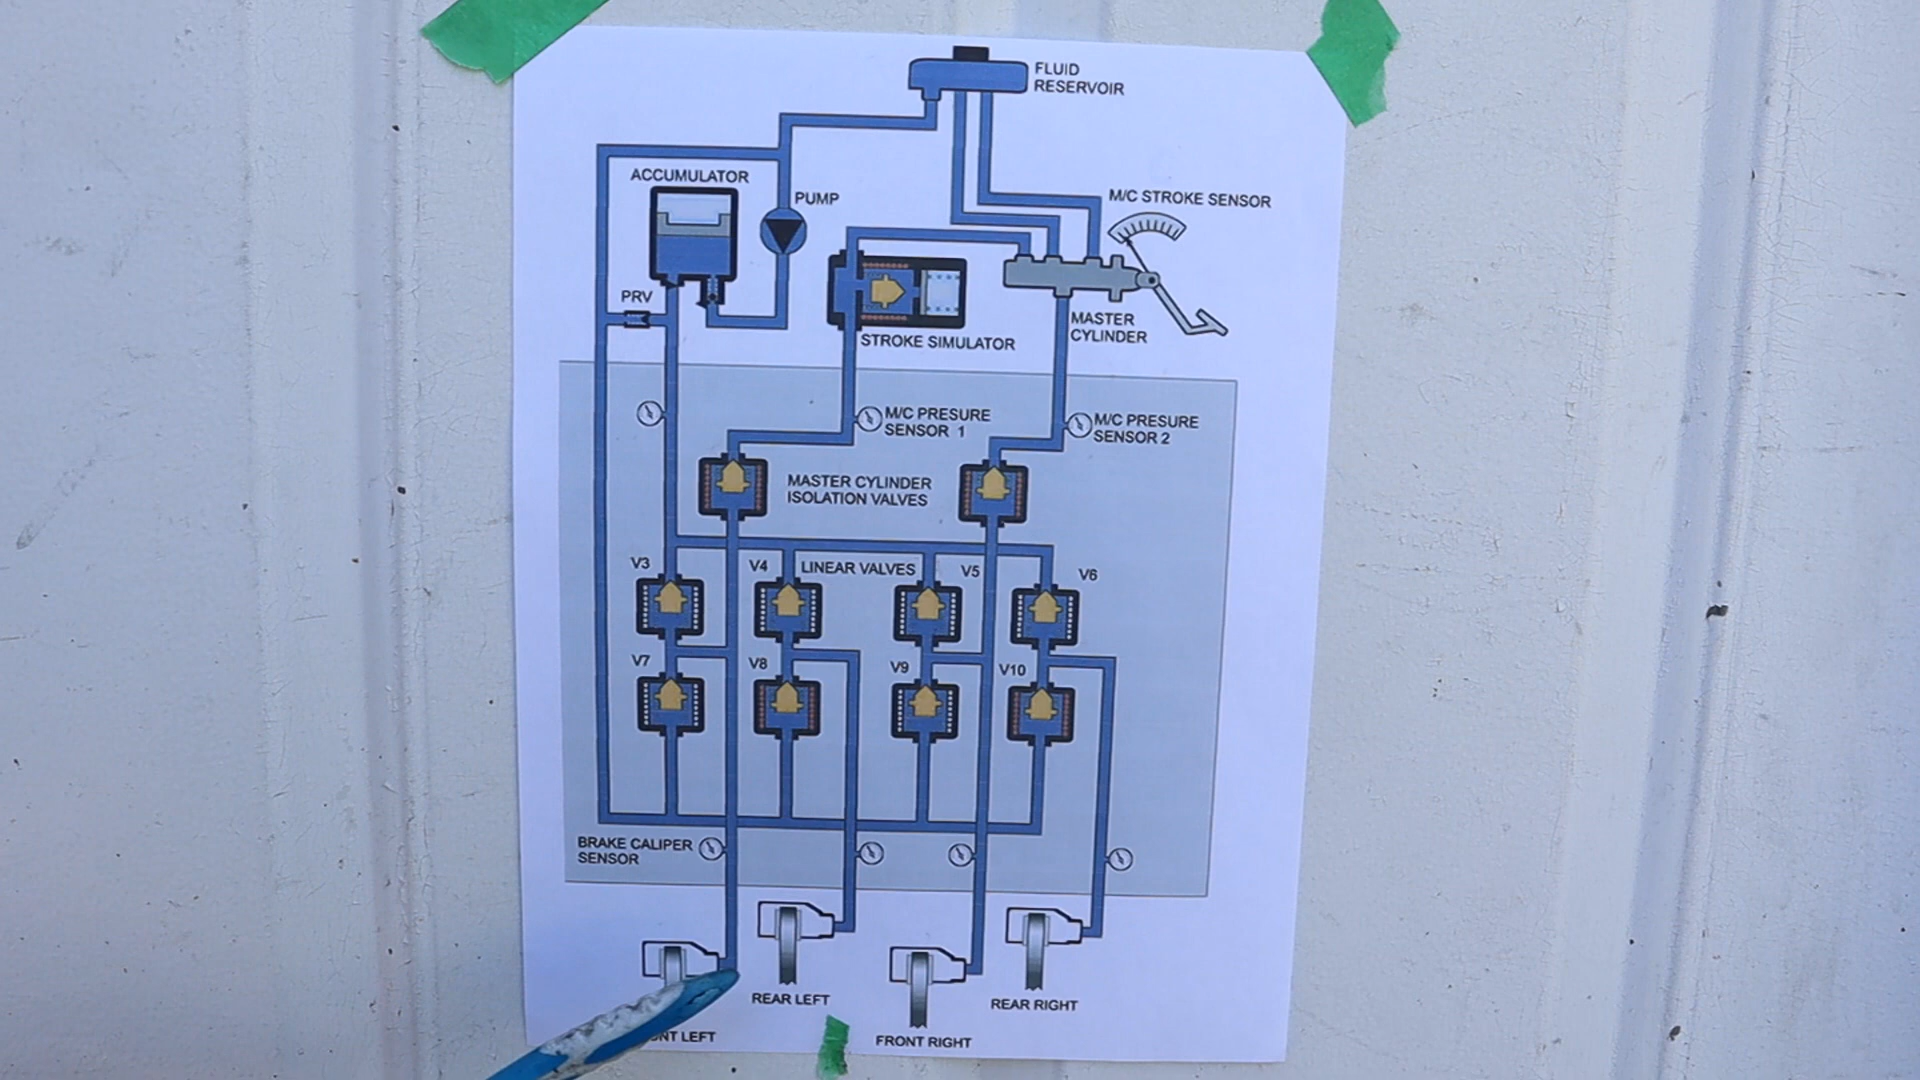 FLUID
RESERVOIR
ACCUMULATOR
PUMP
M/C STROKE SENSOR
PRV
MASTER
CYLINDER
STROKE SIMULATOR
M/C PRESURE
SENSOR 1
M/C PRESURE
SENSOR 2
MASTER CYLINDER
ISOLATION VALVES
V3
V4
LINEAR VALVES
V5
V6
V7
V8
V9
V10
BRAKE CALIPER
SENSOR
REAR LEFT
REAR RIGHT
NT LEFT
FRONT RIGHT